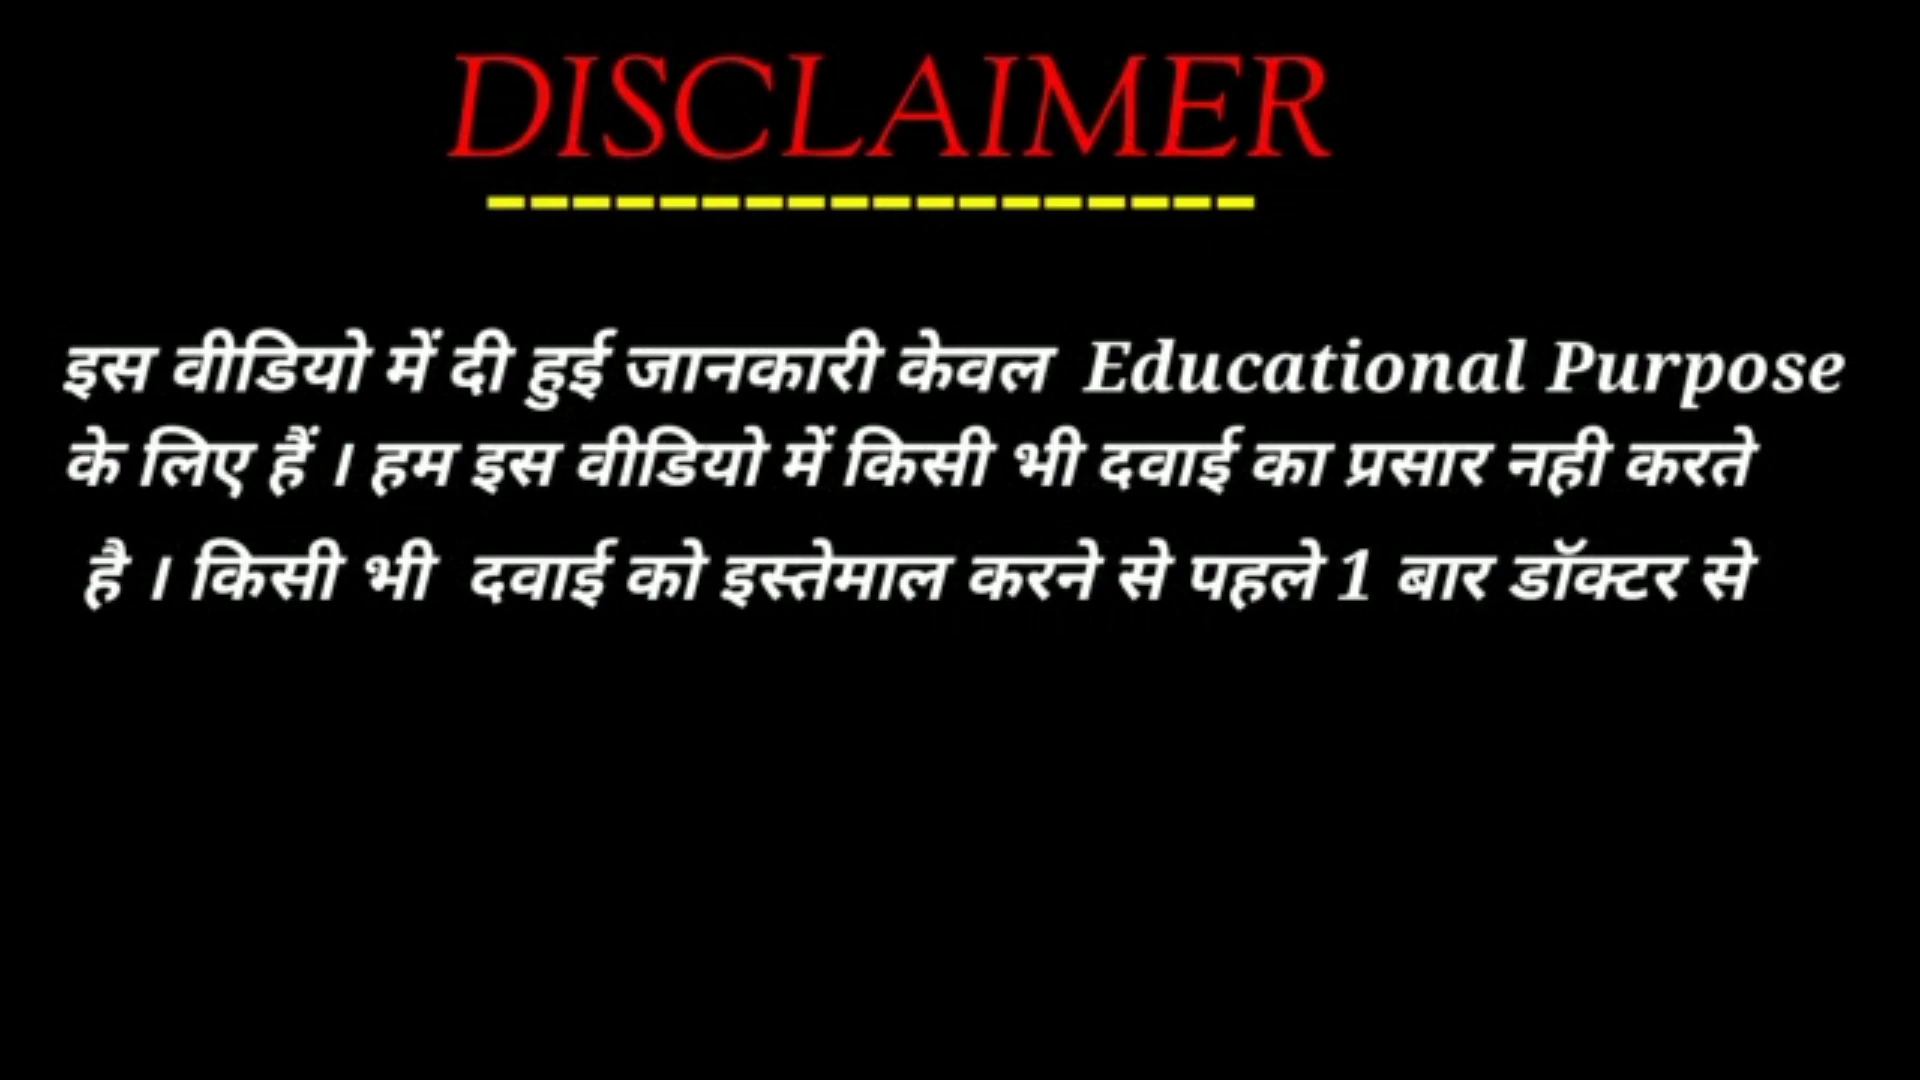 DISCLAIMER
------------------
इस वीडियो में दी हुई जानकारी केवल Educational Purpose
के लिए हैं । हम इस वीडियो में किसी भी दवाई का प्रसार नही करते
है । किसी भी दवाई को इस्तेमाल करने से पहले 1 बार डॉक्टर से